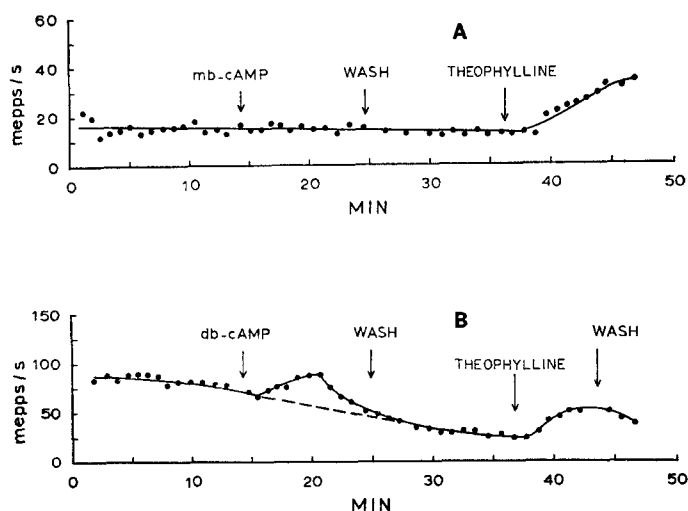 A
60
40
20
0
mepps/s
mb-cAMP
WASH
THEOPHYLLINE
0 10 20 30 40 50
MIN
B
150
100
50
0
mepps/s
db-cAMP
WASH
THEOPHYLLINE
WASH
0 10 20 30 40 50
MIN